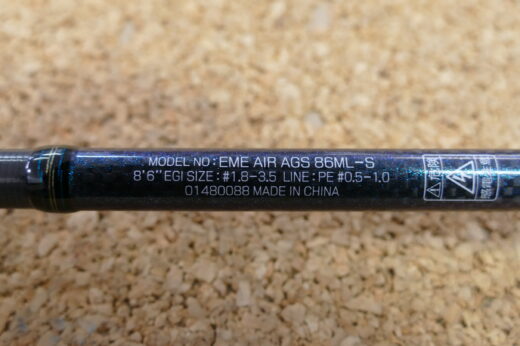 MODEL NO : EME AIR AGS 86ML-S
8'6" EGI SIZE : #1.8-3.5 LINE : PE #0.5-1.0
01480088 MADE IN CHINA